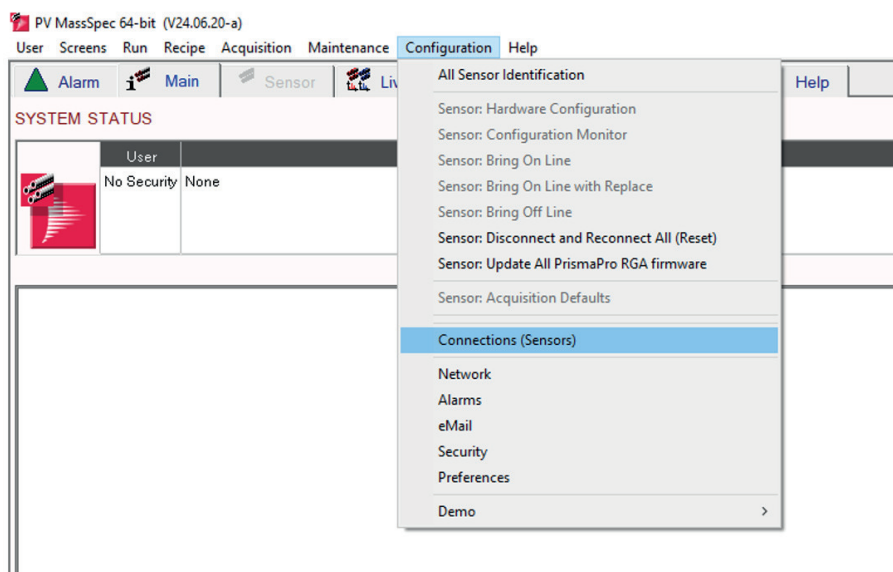 PV MassSpec 64-bit (V24.06.20-a)
User Screens Run Recipe Acquisition Maintenance Configuration Help
Alarm Main Sensor Liv Help
SYSTEM STATUS
User
No Security None
All Sensor Identification
Sensor: Hardware Configuration
Sensor: Configuration Monitor
Sensor: Bring On Line
Sensor: Bring On Line with Replace
Sensor: Bring Off Line
Sensor: Disconnect and Reconnect All (Reset)
Sensor: Update All PrismaPro RGA firmware
Sensor: Acquisition Defaults
Connections (Sensors)
Network
Alarms
eMail
Security
Preferences
Demo